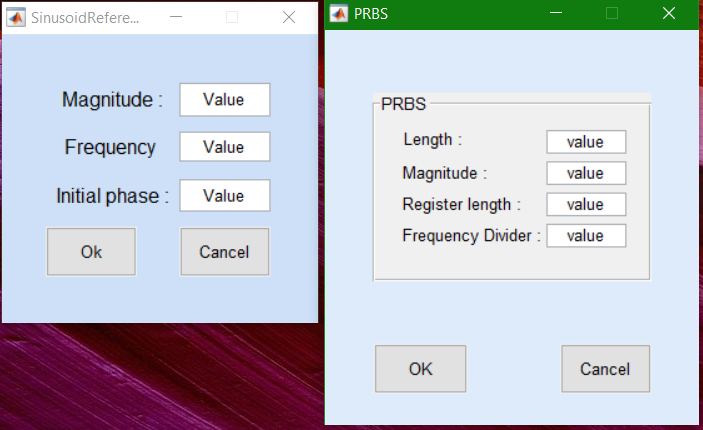 SinusoidRefere...
Magnitude : Value
Frequency Value
Initial phase : Value
Ok Cancel
PRBS
PRBS
Length : value
Magnitude : value
Register length : value
Frequency Divider : value
OK Cancel